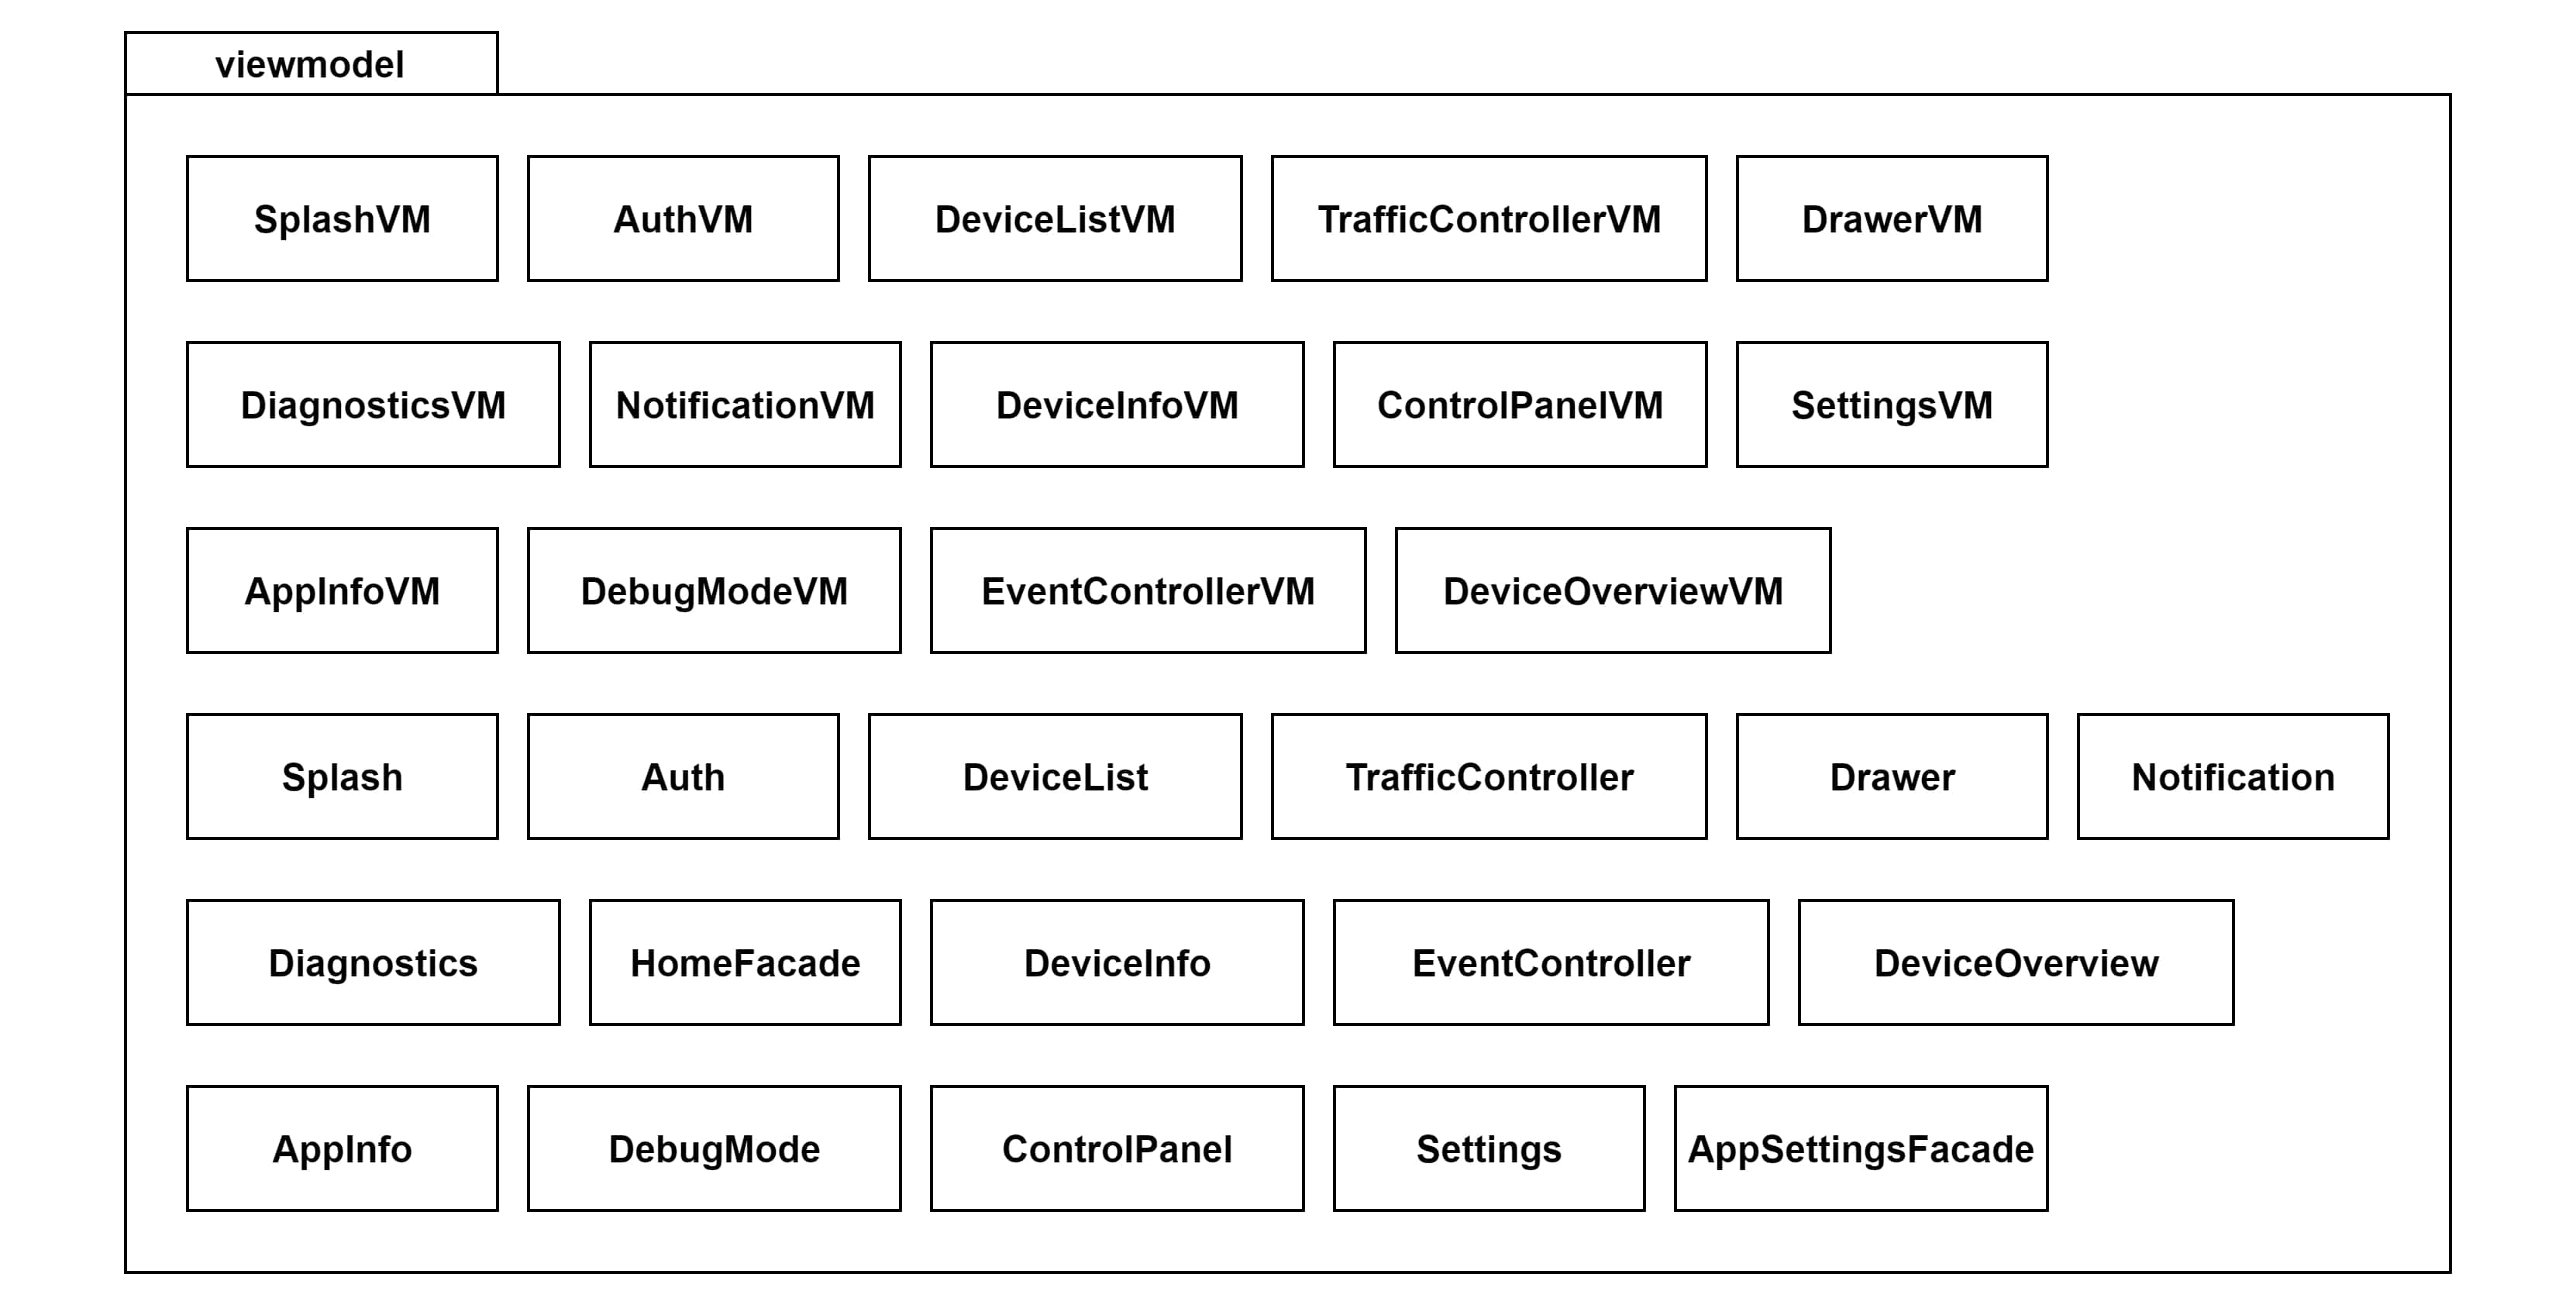 viewmodel
SplashVM AuthVM DeviceListVM TrafficControllerVM DrawerVM
DiagnosticsVM NotificationVM DeviceInfoVM ControlPanelVM SettingsVM
AppInfoVM DebugModeVM EventControllerVM DeviceOverviewVM
Splash Auth DeviceList TrafficController Drawer Notification
Diagnostics HomeFacade DeviceInfo EventController DeviceOverview
AppInfo DebugMode ControlPanel Settings AppSettingsFacade